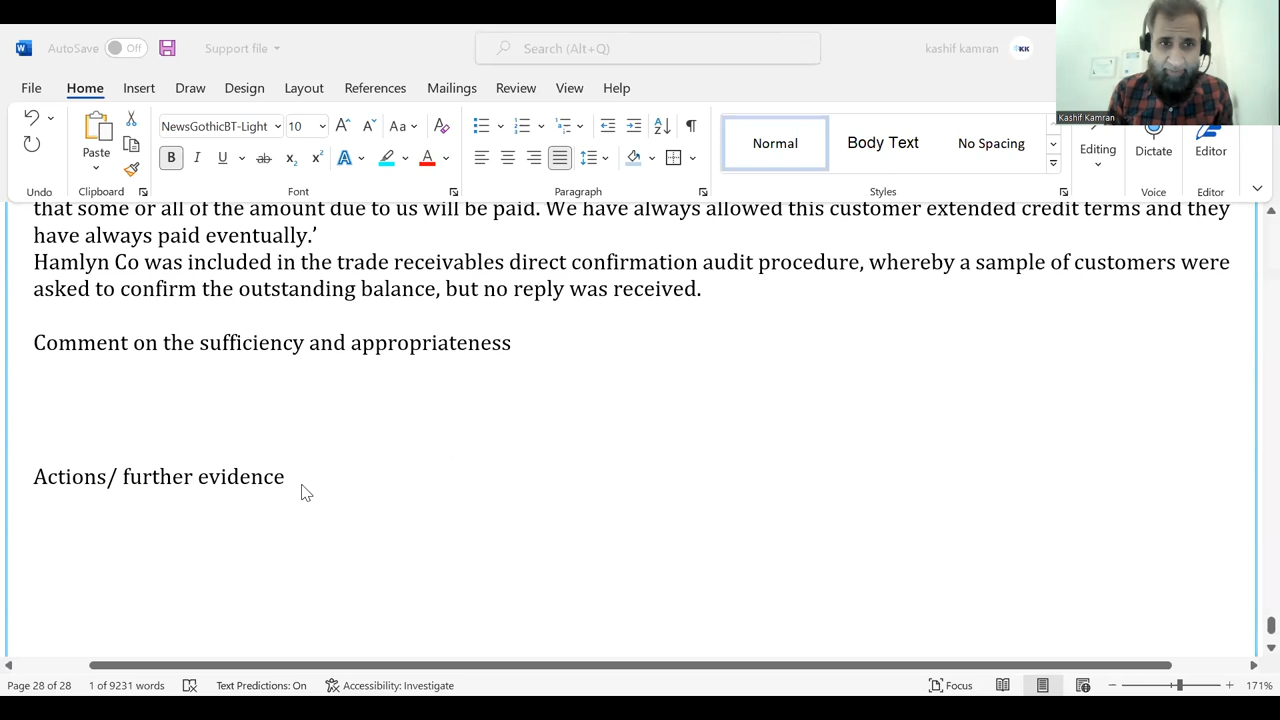 AutoSave Off Support file Search (Alt+Q) kashif kamran KK
File Home Insert Draw Design Layout References Mailings Review View Help
Kashif Kamran
NewsGothicBT-Light 10 Aa
Paste B I U ab x₂ x² A A Normal Body Text No Spacing Editing Dictate Editor
Undo Clipboard Font Paragraph Styles Voice Editor
that some or all of the amount due to us will be paid. We have always allowed this customer extended credit terms and they
have always paid eventually.’
Hamlyn Co was included in the trade receivables direct confirmation audit procedure, whereby a sample of customers were
asked to confirm the outstanding balance, but no reply was received.
Comment on the sufficiency and appropriateness
Actions/ further evidence
Page 28 of 28 1 of 9231 words Text Predictions: On Accessibility: Investigate Focus 171%